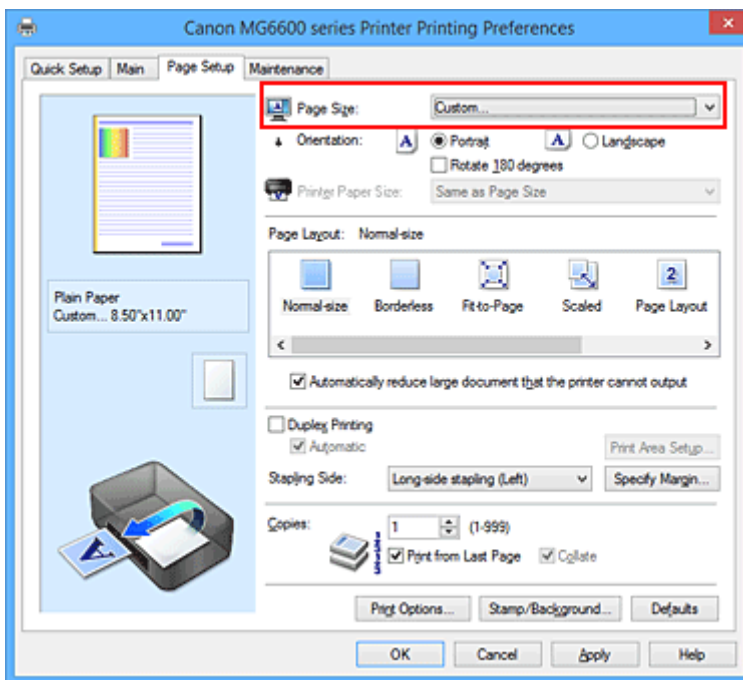 Canon MG6600 series Printer Printing Preferences
Quick Setup Main Page Setup Maintenance
Page Size: Custom...
Orientation: A Portrait A Landscape
Rotate 180 degrees
Printer Paper Size: Same as Page Size
Page Layout: Normal-size
2
Normal-size Borderless Fit-to-Page Scaled Page Layout
Plain Paper
Custom... 8.50"x11.00"
Automatically reduce large document that the printer cannot output
Duplex Printing
Automatic Print Area Setup...
Stapling Side: Long-side stapling (Left) Specify Margin...
Copies: 1 (1-999)
Print from Last Page Collate
A
Print Options... Stamp/Background... Defaults
OK Cancel Apply Help